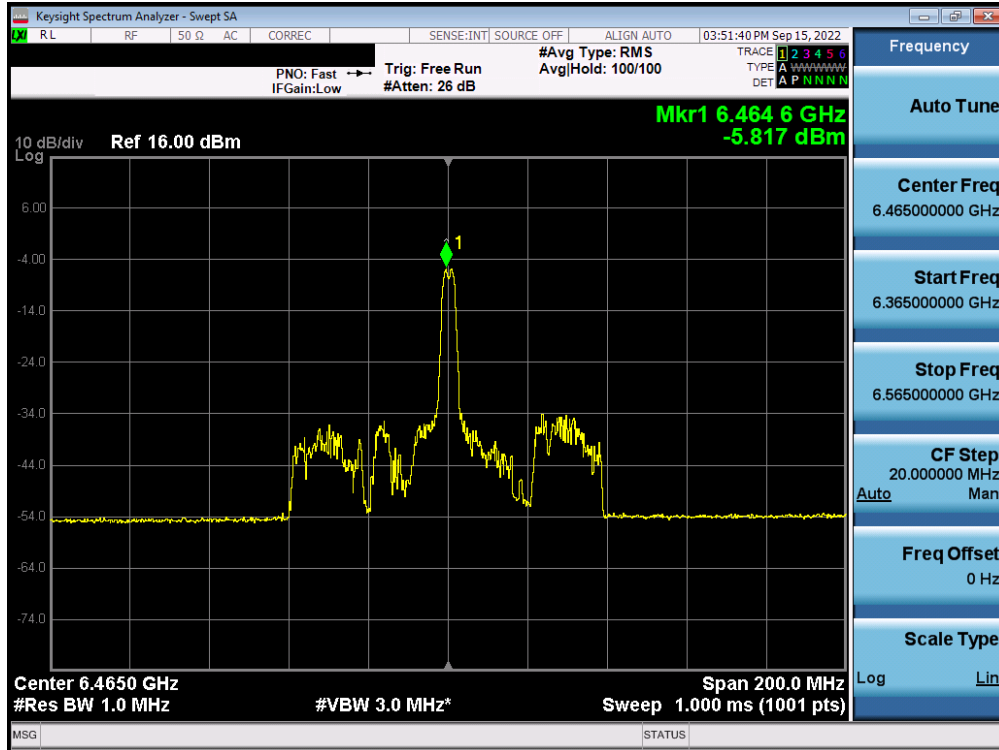 Keysight Spectrum Analyzer - Swept SA
LXI RL RF 50 Ω AC CORREC SENSE:INT SOURCE OFF ALIGN AUTO 03:51:40 PM Sep 15, 2022
PNO: Fast
IFGain:Low
Trig: Free Run
#Atten: 26 dB
#Avg Type: RMS
Avg|Hold: 100/100
TRACE 1 2 3 4 5 6
TYPE A WWWWW
DET A P N N N N
Mkr1 6.464 6 GHz
-5.817 dBm
10 dB/div Ref 16.00 dBm
Log
6.00
1
-4.00
-14.0
-24.0
-34.0
-44.0
-54.0
-64.0
-74.0
Center 6.4650 GHz Span 200.0 MHz
#Res BW 1.0 MHz #VBW 3.0 MHz* Sweep 1.000 ms (1001 pts)
MSG STATUS
Frequency
Auto Tune
Center Freq
6.465000000 GHz
Start Freq
6.365000000 GHz
Stop Freq
6.565000000 GHz
CF Step
20.000000 MHz
Auto Man
Freq Offset
0 Hz
Scale Type
Log Lin